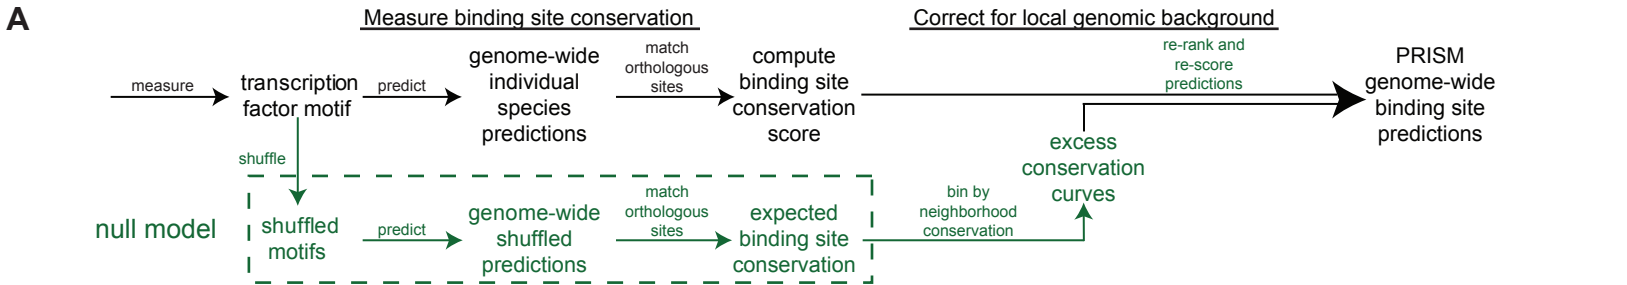 A
Measure binding site conservation
Correct for local genomic background
measure
transcription
factor motif
predict
genome-wide
individual
species
predictions
match
orthologous
sites
compute
binding site
conservation
score
re-rank and
re-score
predictions
PRISM
genome-wide
binding site
predictions
shuffle
null model
shuffled
motifs
predict
genome-wide
shuffled
predictions
match
orthologous
sites
expected
binding site
conservation
bin by
neighborhood
conservation
excess
conservation
curves